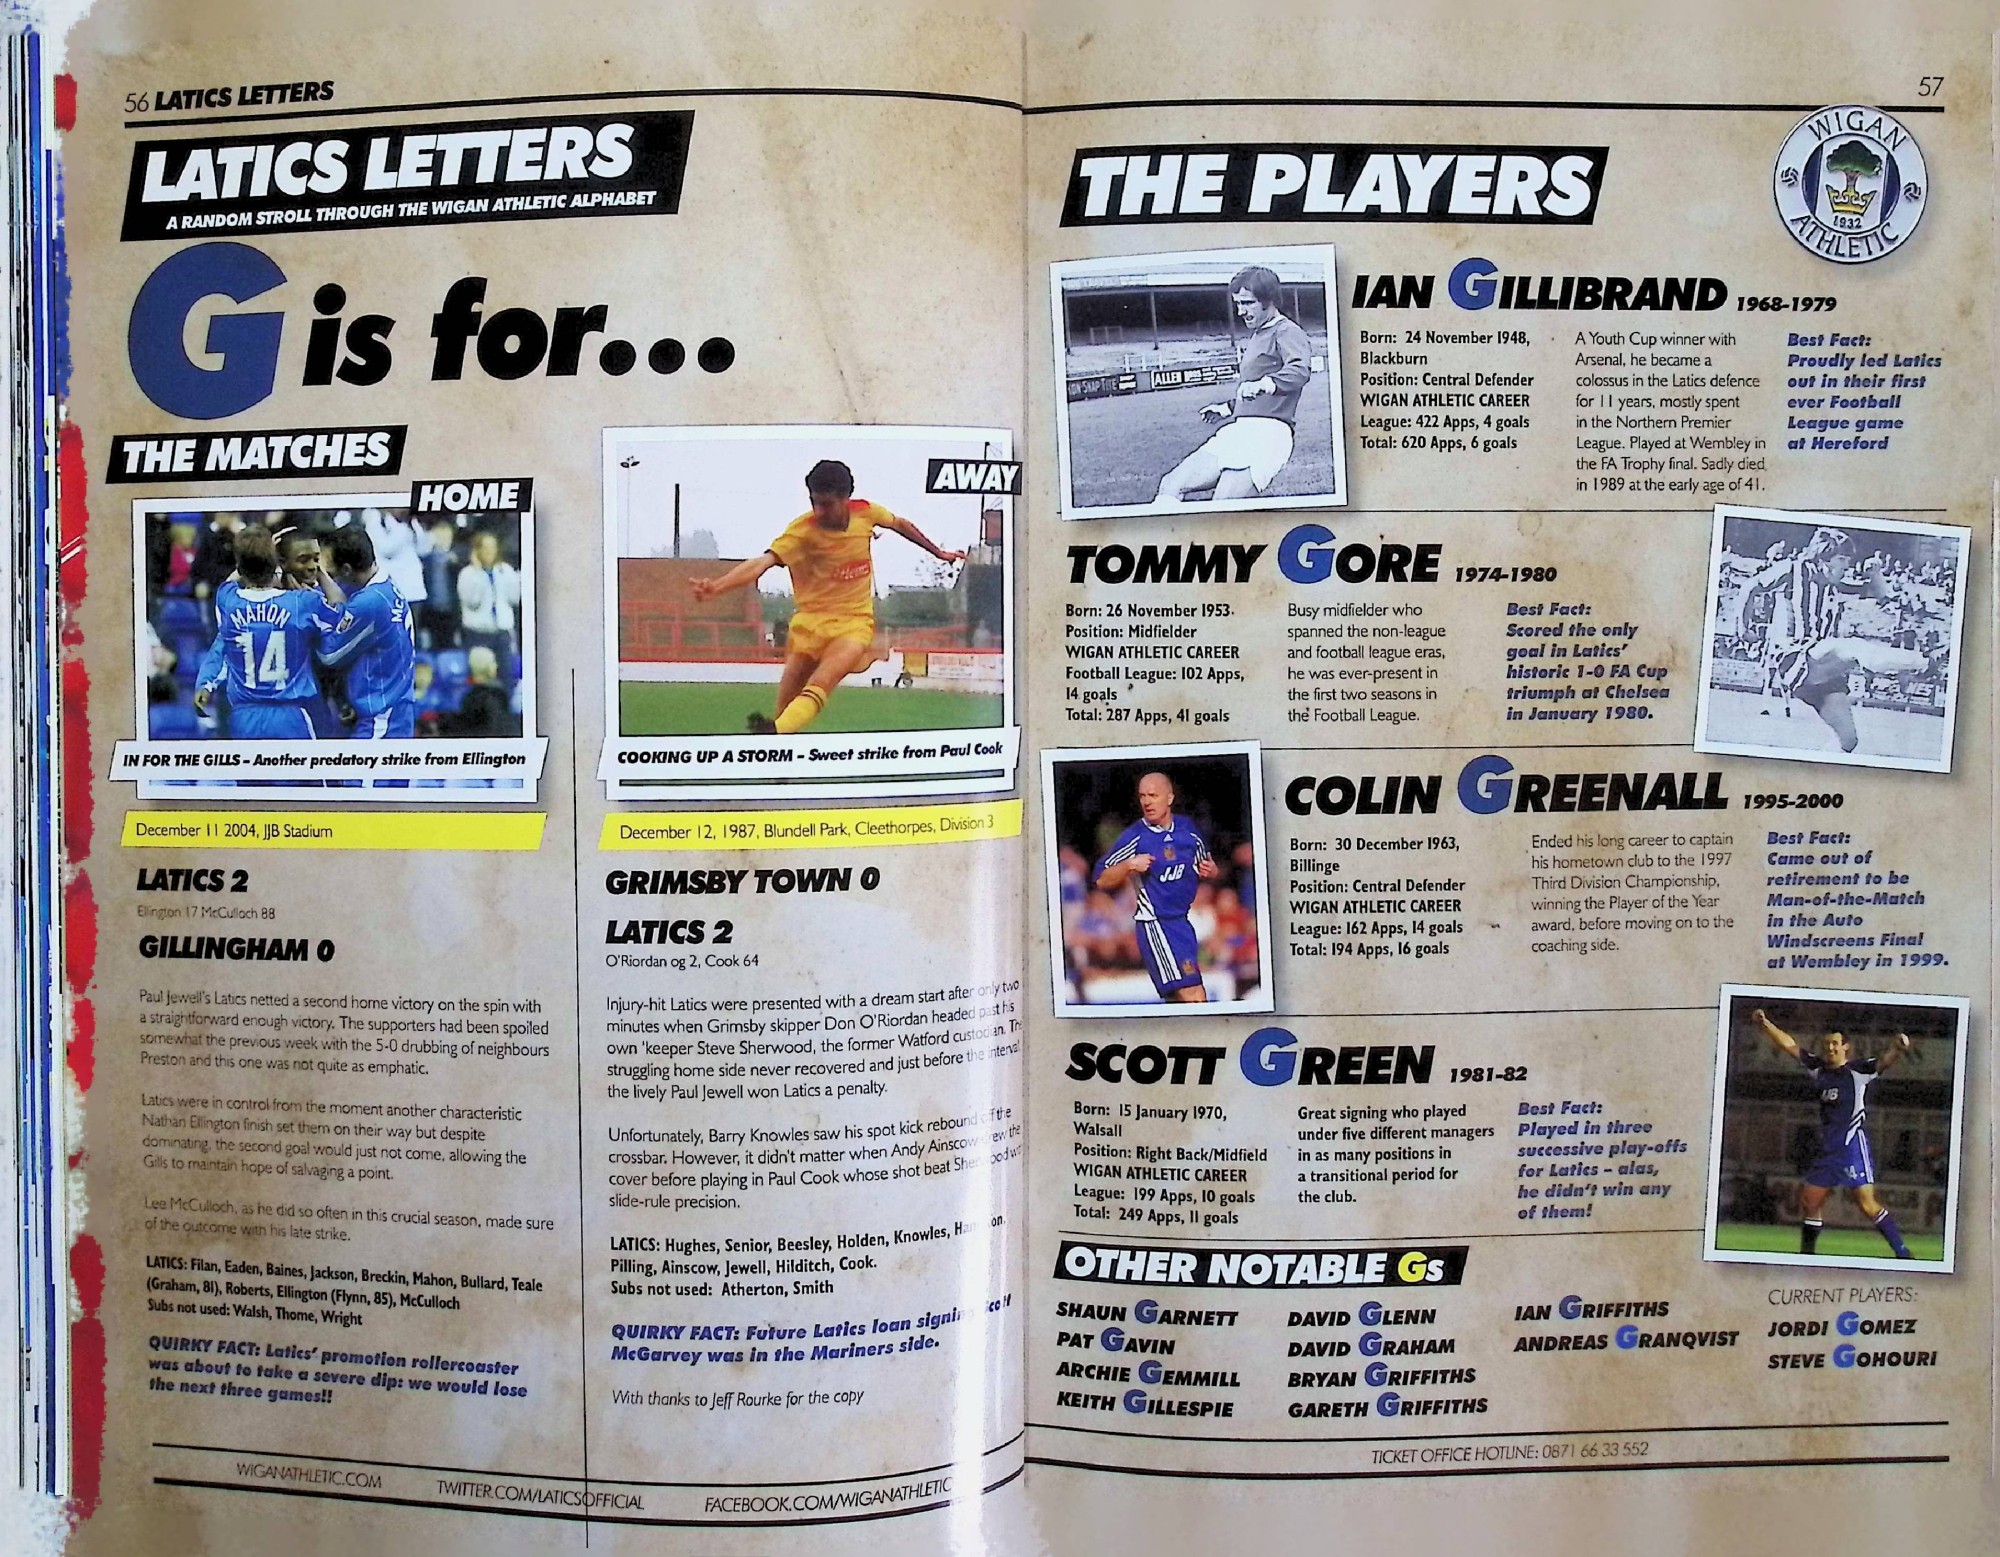 56 LATICS LETTERS
LATICS LETTERS
A RANDOM STROLL THROUGH THE WIGAN ATHLETIC ALPHABET
G is for...
THE MATCHES
HOME
MAHON
14
IN FOR THE GILLS – Another predatory strike from Ellington
December 11 2004, JJB Stadium
LATICS 2
Ellington 17 McCulloch 88
GILLINGHAM 0
Paul Jewell's Latics netted a second home victory on the spin with
a straightforward enough victory. The supporters had been spoiled
somewhat the previous week with the 5-0 drubbing of neighbours
Preston and this one was not quite as emphatic.
Latics were in control from the moment another characteristic
Nathan Ellington finish set them on their way but despite
dominating, the second goal would just not come, allowing the
Gills to maintain hope of salvaging a point.
Lee McCulloch, as he did so often in this crucial season, made sure
of the outcome with his late strike.
LATICS: Filan, Eaden, Baines, Jackson, Breckin, Mahon, Bullard, Teale
(Graham, 81), Roberts, Ellington (Flynn, 85), McCulloch
Subs not used: Walsh, Thome, Wright
QUIRKY FACT: Latics' promotion rollercoaster
was about to take a severe dip: we would lose
the next three games!!
AWAY
COOKING UP A STORM – Sweet strike from Paul Cook
December 12, 1987, Blundell Park, Cleethorpes, Division 3
GRIMSBY TOWN 0
LATICS 2
O'Riordan og 2, Cook 64
Injury-hit Latics were presented with a dream start after only two
minutes when Grimsby skipper Don O'Riordan headed past his
own 'keeper Steve Sherwood, the former Watford custodian. The
struggling home side never recovered and just before the interval
the lively Paul Jewell won Latics a penalty.
Unfortunately, Barry Knowles saw his spot kick rebound off the
crossbar. However, it didn't matter when Andy Ainscow drew the
cover before playing in Paul Cook whose shot beat Sherwood with
slide-rule precision.
LATICS: Hughes, Senior, Beesley, Holden, Knowles,
Pilling, Ainscow, Jewell, Hilditch, Cook.
Subs not used: Atherton, Smith
QUIRKY FACT: Future Latics loan signing Scott
McGarvey was in the Mariners side.
With thanks to Jeff Rourke for the copy
WIGANATHLETIC.COM
TWITTER.COM/LATICSOFFICIAL
FACEBOOK.COM/WIGANATHLETIC
57
THE PLAYERS
WIGAN
1932
ATHLETIC
IAN GILLIBRAND 1968-1979
ALLEN
Born: 24 November 1948,
Blackburn
Position: Central Defender
WIGAN ATHLETIC CAREER
League: 422 Apps, 4 goals
Total: 620 Apps, 6 goals
A Youth Cup winner with
Arsenal, he became a
colossus in the Latics defence
for 11 years, mostly spent
in the Northern Premier
League. Played at Wembley in
the FA Trophy final. Sadly died
in 1989 at the early age of 41.
Best Fact:
Proudly led Latics
out in their first
ever Football
League game
at Hereford
TOMMY GORE 1974-1980
Born: 26 November 1953.
Position: Midfielder
WIGAN ATHLETIC CAREER
Football League: 102 Apps,
14 goals
Total: 287 Apps, 41 goals
Busy midfielder who
spanned the non-league
and football league eras,
he was ever-present in
the first two seasons in
the Football League.
Best Fact:
Scored the only
goal in Latics'
historic 1-0 FA Cup
triumph at Chelsea
in January 1980.
COLIN GREENALL 1995-2000
JJB
Born: 30 December 1963,
Billinge
Position: Central Defender
WIGAN ATHLETIC CAREER
League: 162 Apps, 14 goals
Total: 194 Apps, 16 goals
Ended his long career to captain
his hometown club to the 1997
Third Division Championship,
winning the Player of the Year
award, before moving on to the
coaching side.
Best Fact:
Came out of
retirement to be
Man-of-the-Match
in the Auto
Windscreens Final
at Wembley in 1999.
SCOTT GREEN 1981-82
Born: 15 January 1970,
Walsall
Position: Right Back/Midfield
WIGAN ATHLETIC CAREER
League: 199 Apps, 10 goals
Total: 249 Apps, 11 goals
Great signing who played
under five different managers
in as many positions in
a transitional period for
the club.
Best Fact:
Played in three
successive play-offs
for Latics – alas,
he didn't win any
of them!
OTHER NOTABLE Gs
SHAUN GARNETT
PAT GAVIN
ARCHIE GEMMILL
KEITH GILLESPIE
DAVID GLENN
DAVID GRAHAM
BRYAN GRIFFITHS
GARETH GRIFFITHS
IAN GRIFFITHS
ANDREAS GRANQVIST
CURRENT PLAYERS:
JORDI GOMEZ
STEVE GOHOURI
TICKET OFFICE HOTLINE: 0871 66 33 552